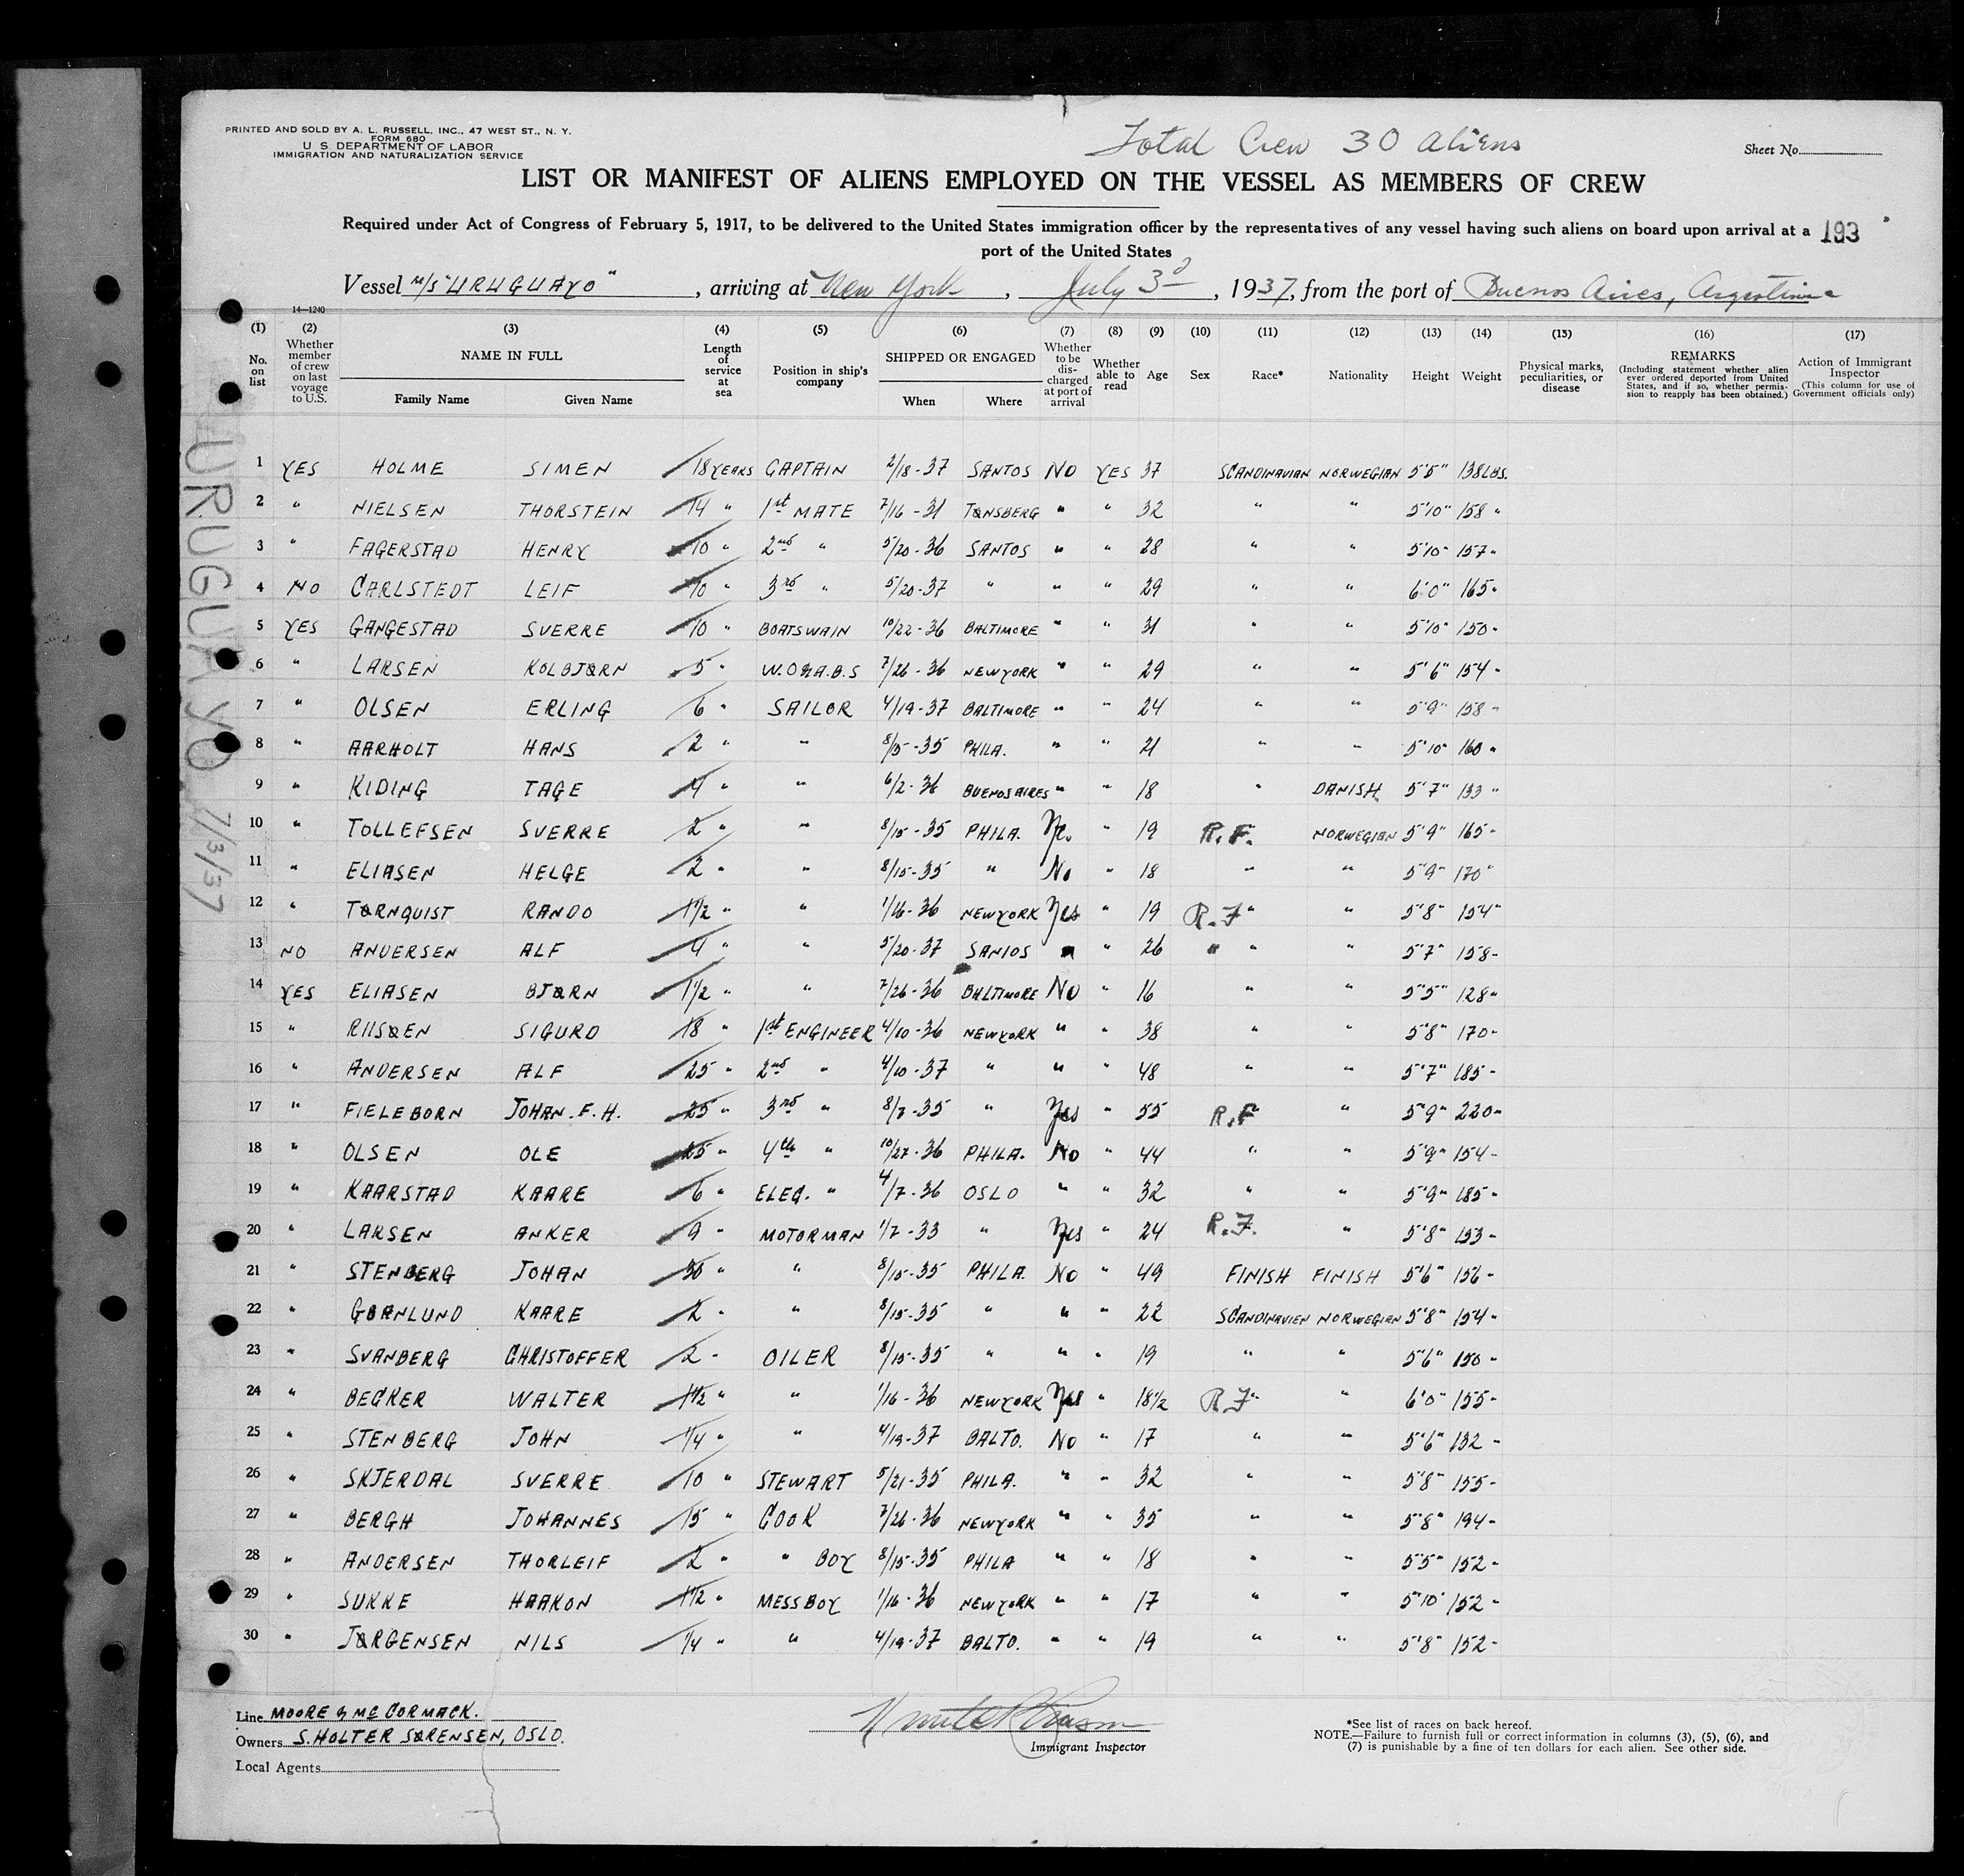 PRINTED AND SOLD BY A. L. RUSSELL, INC., 47 WEST ST., N. Y.
FORM 680
U S DEPARTMENT OF LABOR
IMMIGRATION AND NATURALIZATION SERVICE
Total Crew 30 aliens
Sheet No.
LIST OR MANIFEST OF ALIENS EMPLOYED ON THE VESSEL AS MEMBERS OF CREW
Required under Act of Congress of February 5, 1917, to be delivered to the United States immigration officer by the representatives of any vessel having such aliens on board upon arrival at a
port of the United States
193
Vessel M/S "URUGUAYO", arriving at New York, July 3d, 1937, from the port of Buenos Aires, Argentina
14—1240
(1) (2) (3) (4) (5) (6) (7) (8) (9) (10) (11) (12) (13) (14) (15) (16) (17)
No. on list
Whether member of crew on last voyage to U.S.
NAME IN FULL
Family Name Given Name
Length of service at sea
Position in ship's company
SHIPPED OR ENGAGED
When Where
Whether to be discharged at port of arrival
Whether able to read
Age
Sex
Race*
Nationality
Height
Weight
Physical marks, peculiarities, or disease
REMARKS
(Including statement whether alien ever ordered deported from United States, and if so, whether permission to reapply has been obtained.)
Action of Immigrant Inspector
(This column for use of Government officials only)
URUGUAYO 7/3/37
1 YES HOLME SIMEN 18 YEARS CAPTAIN 2/18-37 SANTOS NO YES 37 SCANDINAVIAN NORWEGIAN 5'5" 138 LBS.
2 " NIELSEN THORSTEIN 14 " 1st MATE 7/16-31 TØNSBERG " " 32 " " 5'10" 158 "
3 " FAGERSTAD HENRY 10 " 2nd " 5/20-36 SANTOS " " 28 " " 5'10" 157 "
4 NO CARLSTEDT LEIF 10 " 3rd " 5/20-37 " " " 29 " " 6'0" 165 "
5 YES GANGESTAD SVERRE 10 " BOATSWAIN 10/22-36 BALTIMORE " " 31 " " 5'10" 150 "
6 " LARSEN KOLBJØRN 5 " W.O & A.B.S 7/26-36 NEW YORK " " 29 " " 5'6" 154 "
7 " OLSEN ERLING 6 " SAILOR 4/19-37 BALTIMORE " " 24 " " 5'9" 158 "
8 " AARHOLT HANS 2 " " 8/15-35 PHILA. " " 21 " " 5'10" 160 "
9 " KIDING TAGE 4 " " 6/2-36 BUENOS AIRES " " 18 " DANISH 5'7" 133 "
10 " TOLLEFSEN SVERRE 2 " " 8/15-35 PHILA. Yes " 19 R.F. NORWEGIAN 5'9" 165 "
11 " ELIASEN HELGE 2 " " 8/15-35 " No " 18 " " 5'9" 170 "
12 " TØRNQUIST RANDO 1 1/2 " " 1/16-36 NEW YORK Yes " 19 R.F " " 5'8" 154 "
13 NO ANDERSEN ALF 4 " " 5/20-37 SANTOS " " 26 " " " 5'7" 158 "
14 YES ELIASEN BJØRN 1 1/2 " " 7/26-36 BALTIMORE No " 16 " " 5'5" 128 "
15 " RIISØEN SIGURD 18 " 1st ENGINEER 4/10-36 NEW YORK " " 38 " " 5'8" 170 "
16 " ANDERSEN ALF 25 " 2nd " 4/10-37 " " " 48 " " 5'7" 185 "
17 " FIELEBORN JOHAN. F. H. 25 " 3rd " 8/7-35 " Yes " 55 R.F " 5'9" 220 "
18 " OLSEN OLE 25 " 4th " 10/27-36 PHILA. No " 44 " " 5'9" 154 "
19 " KAARSTAD KAARE 6 " ELEC. " 4/7-36 OSLO " " 32 " " 5'9" 185 "
20 " LARSEN ANKER 9 " MOTORMAN 1/7-33 " Yes " 24 R.F. " 5'8" 153 "
21 " STENBERG JOHAN 30 " " 8/15-35 PHILA. No " 49 FINISH FINISH 5'6" 156 "
22 " KAARE 2 " " 8/15-35 " " " 22 SCANDINAVIEN NORWEGIAN 5'8" 154 "
23 " SVANBERG CHRISTOFFER 2 " OILER 8/15-35 " " " 19 " " 5'6" 150 "
24 " BECKER WALTER 1 1/2 " " 1/16-36 NEW YORK Yes " 18 1/2 R.F " " 6'0" 155 "
25 " STENBERG JOHN 1/4 " " 4/19-37 BALTO. No " 17 " " 5'6" 132 "
26 " SKJERDAL SVERRE 10 " STEWART 5/21-35 PHILA. " " 32 " " 5'8" 155 "
27 " BERGH JOHANNES 15 " COOK 7/26-36 NEW YORK " " 35 " " 5'8" 194 "
28 " ANDERSEN THORLEIF 2 " " BOY 8/15-35 PHILA " " 18 " " 5'5" 152 "
29 " SUKKE HAAKON 1 1/2 " MESSBOY 1/16-36 NEW YORK " " 17 " " 5'10" 152 "
30 " JØRGENSEN NILS 1/4 " " 4/19-37 BALTO. " " 19 " " 5'8" 152 "
Line MOORE & Mc CORMACK.
Owners S. HOLTER SØRENSEN, OSLO.
Local Agents
Immigrant Inspector
*See list of races on back hereof.
NOTE.—Failure to furnish full or correct information in columns (3), (5), (6), and
(7) is punishable by a fine of ten dollars for each alien. See other side.